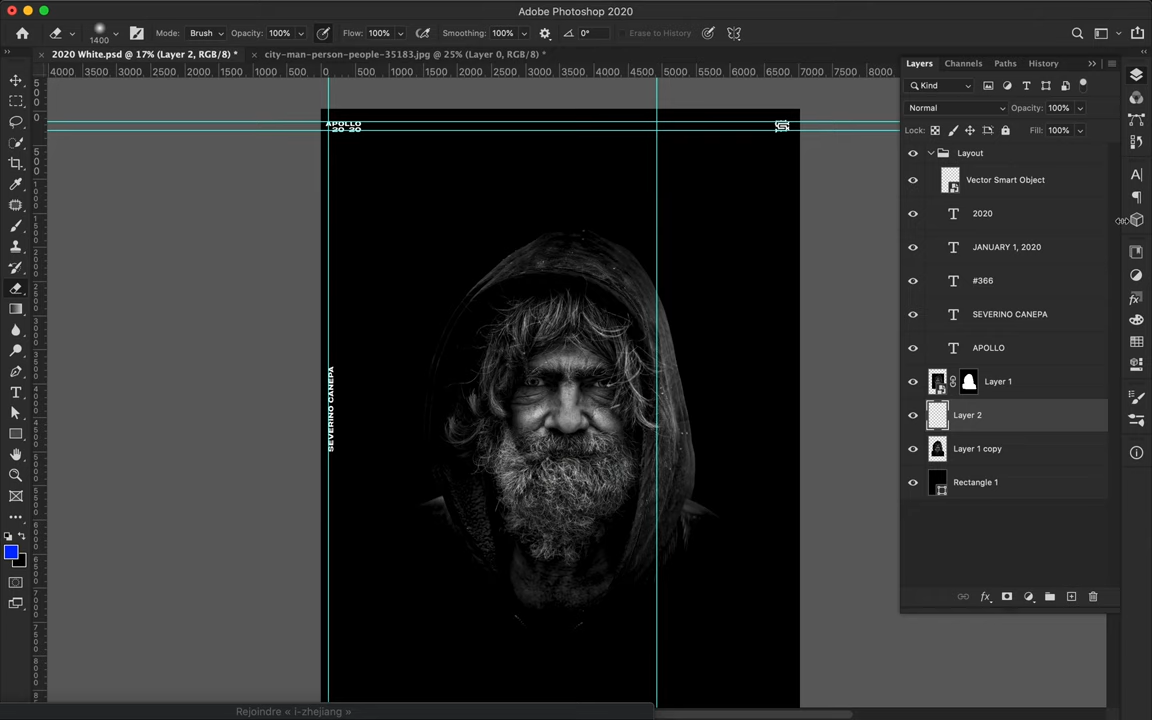 Adobe Photoshop 2020
1400
Mode: Brush
Opacity: 100%
Flow: 100%
Smoothing: 100%
0°
Erase to History
2020 White.psd @ 17% (Layer 2, RGB/8) *
city-man-person-people-35183.jpg @ 25% (Layer 0, RGB/8) *
4000 3500 3000 2500 2000 1500 1000 500 0 500 1000 1500 2000 2500 3000 3500 4000 4500 5000 5500 6000 6500 7000 7500 8000
APOLLO
20 20
SEVERINO CANEPA
Layers
Channels
Paths
History
Kind
Normal
Opacity: 100%
Lock:
Fill: 100%
Layout
Vector Smart Object
2020
JANUARY 1, 2020
#366
SEVERINO CANEPA
APOLLO
Layer 1
Layer 2
Layer 1 copy
Rectangle 1
fx
Rejoindre « i-zhejiang »